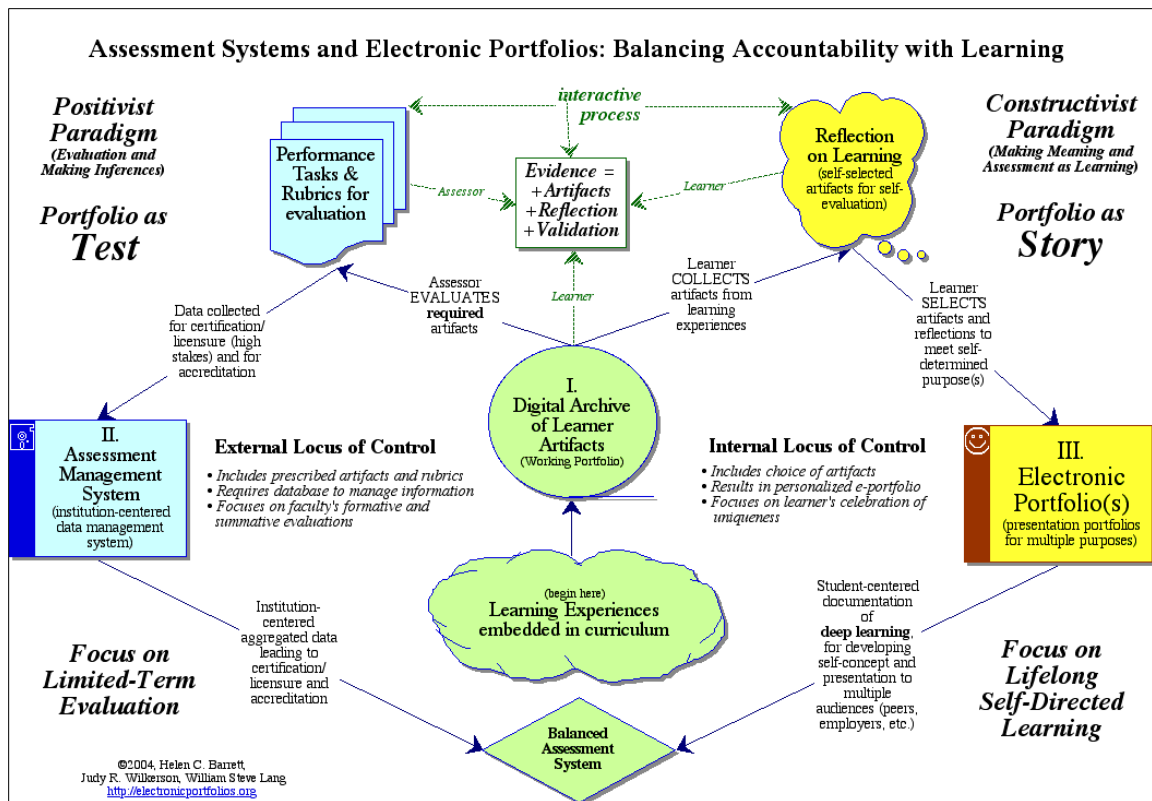 Assessment Systems and Electronic Portfolios: Balancing Accountability with Learning
Positivist
Paradigm
(Evaluation and
Making Inferences)
Portfolio as
Test
Performance
Tasks &
Rubrics for
evaluation
interactive
process
Evidence =
+Artifacts
+Reflection
+Validation
Assessor
Learner
Learner
Reflection
on Learning
(self-selected
artifacts for self-
evaluation)
Constructivist
Paradigm
(Making Meaning and
Assessment as Learning)
Portfolio as
Story
Data collected
for certification/
licensure (high
stakes) and for
accreditation
Assessor
EVALUATES
required
artifacts
Learner
COLLECTS
artifacts from
learning
experiences
Learner
SELECTS
artifacts and
reflections to
meet self-
determined
purpose(s)
I.
Digital Archive
of Learner
Artifacts
(Working Portfolio)
II.
Assessment
Management
System
(institution-centered
data management
system)
External Locus of Control
• Includes prescribed artifacts and rubrics
• Requires database to manage information
• Focuses on faculty's formative and
summative evaluations
Internal Locus of Control
• Includes choice of artifacts
• Results in personalized e-portfolio
• Focuses on learner's celebration of
uniqueness
III.
Electronic
Portfolio(s)
(presentation portfolios
for multiple purposes)
(begin here)
Learning Experiences
embedded in curriculum
Institution-
centered
aggregated data
leading to
certification/
licensure and
accreditation
Student-centered
documentation
of
deep learning,
for developing
self-concept and
presentation to
multiple
audiences (peers,
employers, etc.)
Focus on
Limited-Term
Evaluation
Focus on
Lifelong
Self-Directed
Learning
Balanced
Assessment
System
©2004, Helen C. Barrett,
Judy R. Wilkerson, William Steve Lang
http://electronicportfolios.org